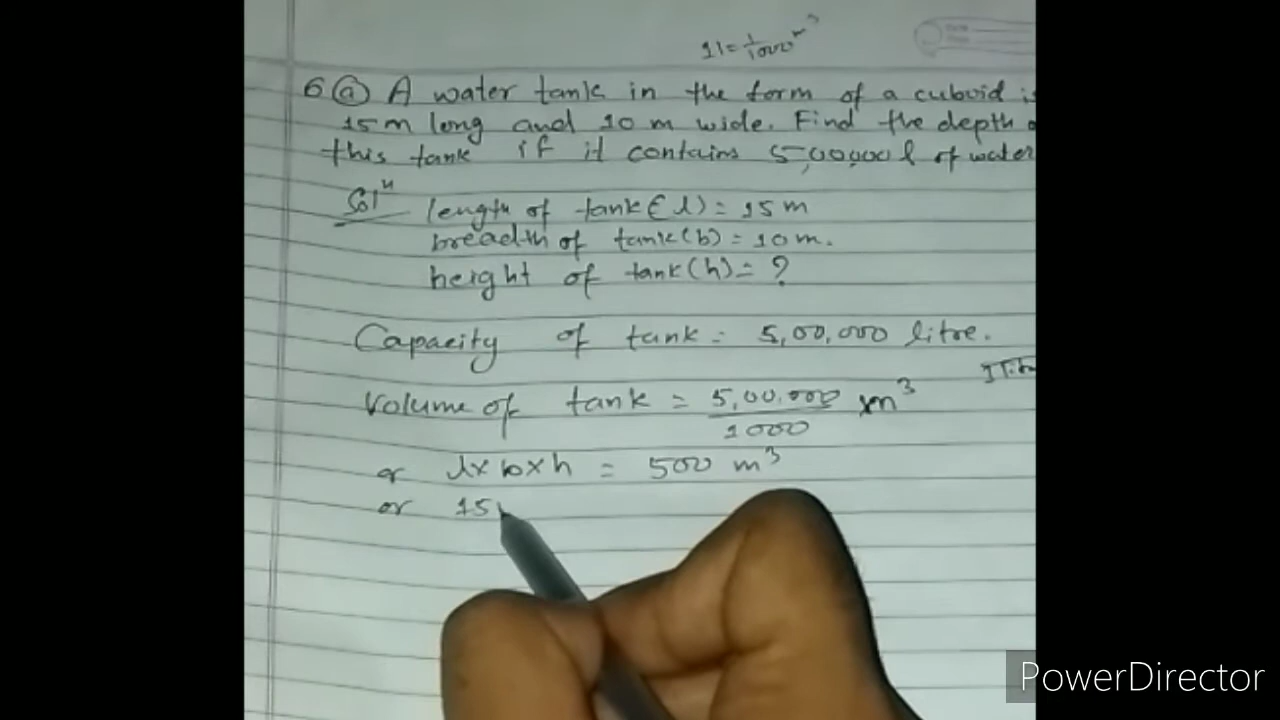 1l = 1/1000 m³
6 (a) A water tank in the form of a cuboid is
15m long and 10 m wide. Find the depth o
this tank if it contains 5,00,000 l of water
Solⁿ length of tank (l) = 15 m
breadth of tank (b) = 10 m.
height of tank (h) = ?
Capacity of tank = 5,00,000 litre.
Volume of tank = 5,00,000/1000 m³
or l × b × h = 500 m³
or 15
PowerDirector